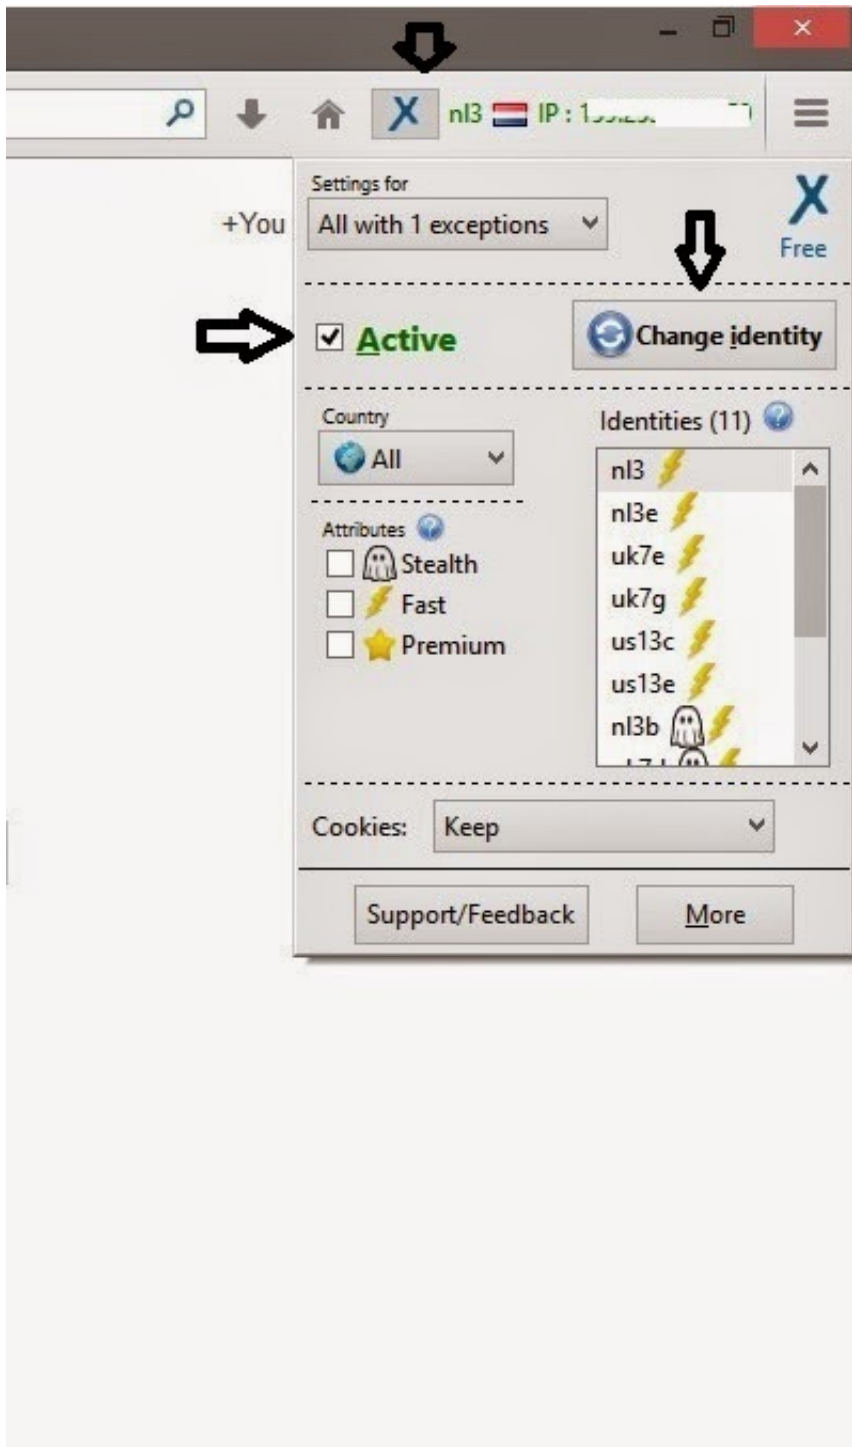 nl3 IP :
Settings for
+You
All with 1 exceptions
Free
Active
Change identity
Country
Identities (11)
All
nl3
nl3e
Attributes
Stealth
uk7e
Fast
uk7g
Premium
us13c
us13e
nl3b
Cookies: Keep
Support/Feedback
More